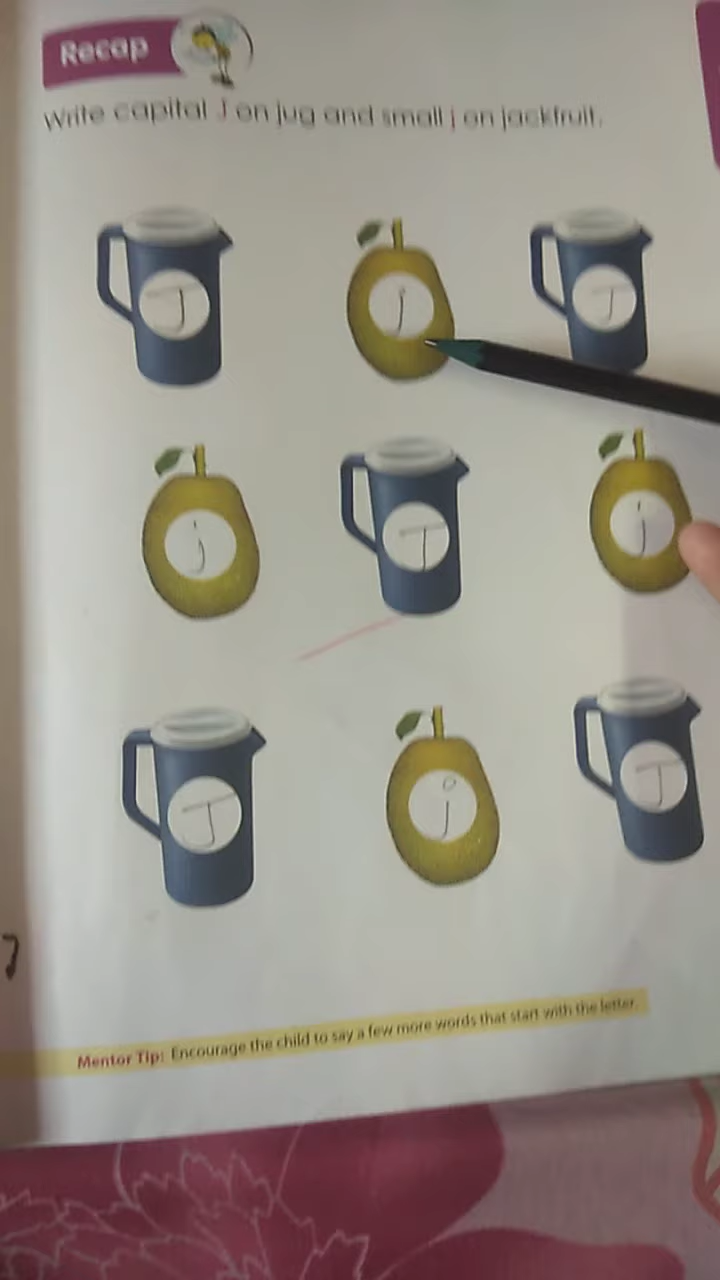 Recap
Write capital J on jug and small j on jackfruit.
J j J
j J j
J j J
Mentor Tip: Encourage the child to say a few more words that start with the letter.